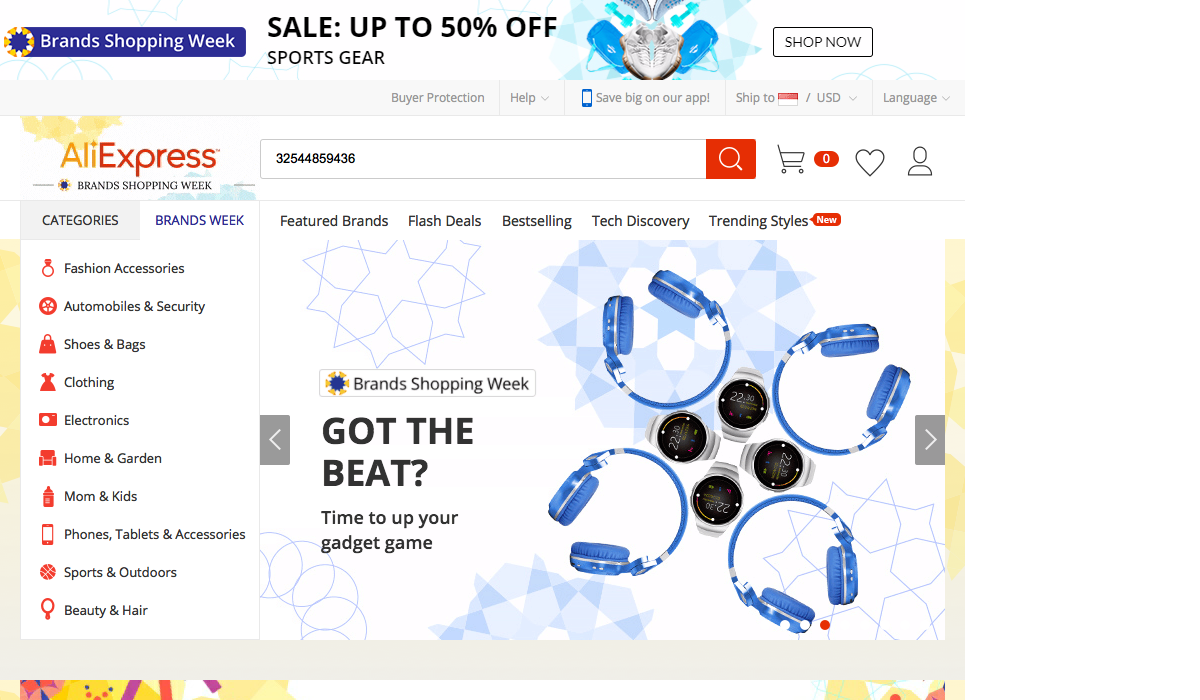 Brands Shopping Week
SALE: UP TO 50% OFF
SPORTS GEAR
SHOP NOW
Buyer Protection
Help
Save big on our app!
Ship to / USD
Language
AliExpress™
BRANDS SHOPPING WEEK
32544859436
0
CATEGORIES
BRANDS WEEK
Featured Brands
Flash Deals
Bestselling
Tech Discovery
Trending Styles
New
Fashion Accessories
Automobiles & Security
Shoes & Bags
Clothing
Electronics
Home & Garden
Mom & Kids
Phones, Tablets & Accessories
Sports & Outdoors
Beauty & Hair
Brands Shopping Week
GOT THE
BEAT?
Time to up your
gadget game
22:30
22:30
22:30
22:30